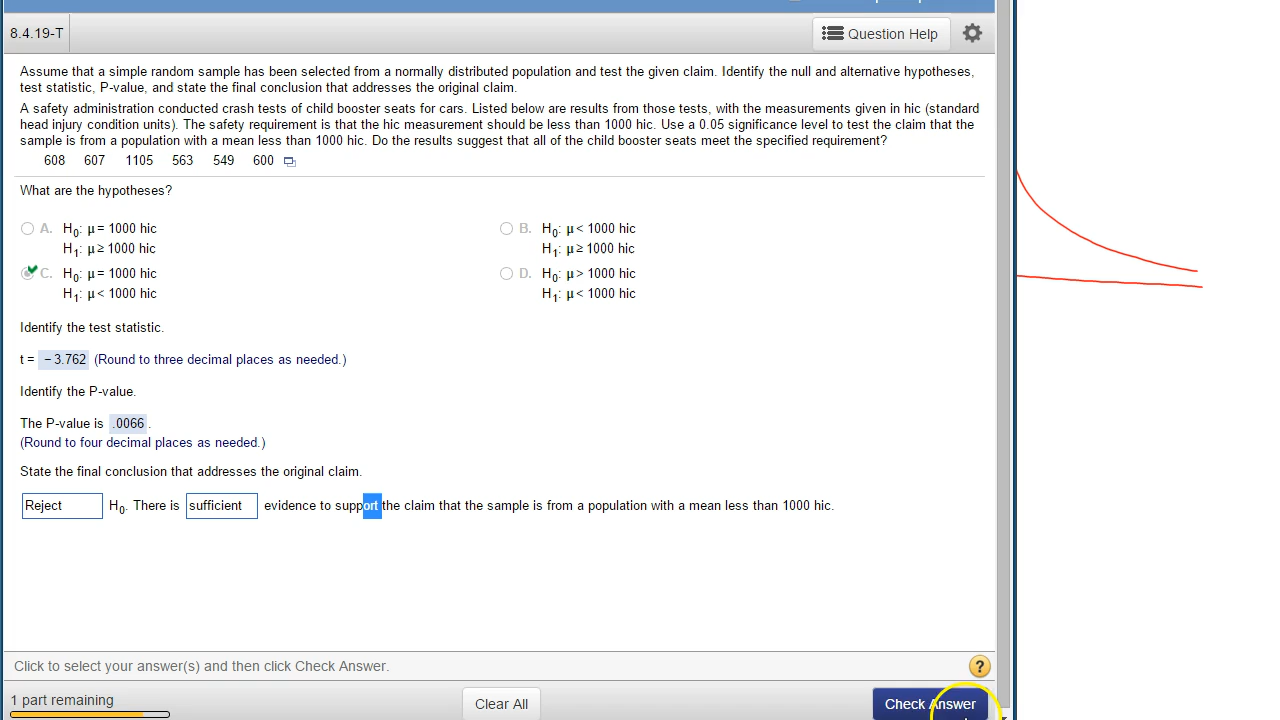 8.4.19-T
Question Help
Assume that a simple random sample has been selected from a normally distributed population and test the given claim. Identify the null and alternative hypotheses,
test statistic, P-value, and state the final conclusion that addresses the original claim.
A safety administration conducted crash tests of child booster seats for cars. Listed below are results from those tests, with the measurements given in hic (standard
head injury condition units). The safety requirement is that the hic measurement should be less than 1000 hic. Use a 0.05 significance level to test the claim that the
sample is from a population with a mean less than 1000 hic. Do the results suggest that all of the child booster seats meet the specified requirement?
608 607 1105 563 549 600
What are the hypotheses?
A. H0: μ = 1000 hic
H1: μ ≥ 1000 hic
B. H0: μ < 1000 hic
H1: μ ≥ 1000 hic
C. H0: μ = 1000 hic
H1: μ < 1000 hic
D. H0: μ > 1000 hic
H1: μ < 1000 hic
Identify the test statistic.
t = − 3.762 (Round to three decimal places as needed.)
Identify the P-value.
The P-value is .0066.
(Round to four decimal places as needed.)
State the final conclusion that addresses the original claim.
Reject H0. There is sufficient evidence to support the claim that the sample is from a population with a mean less than 1000 hic.
Click to select your answer(s) and then click Check Answer.
?
1 part remaining
Clear All
Check Answer